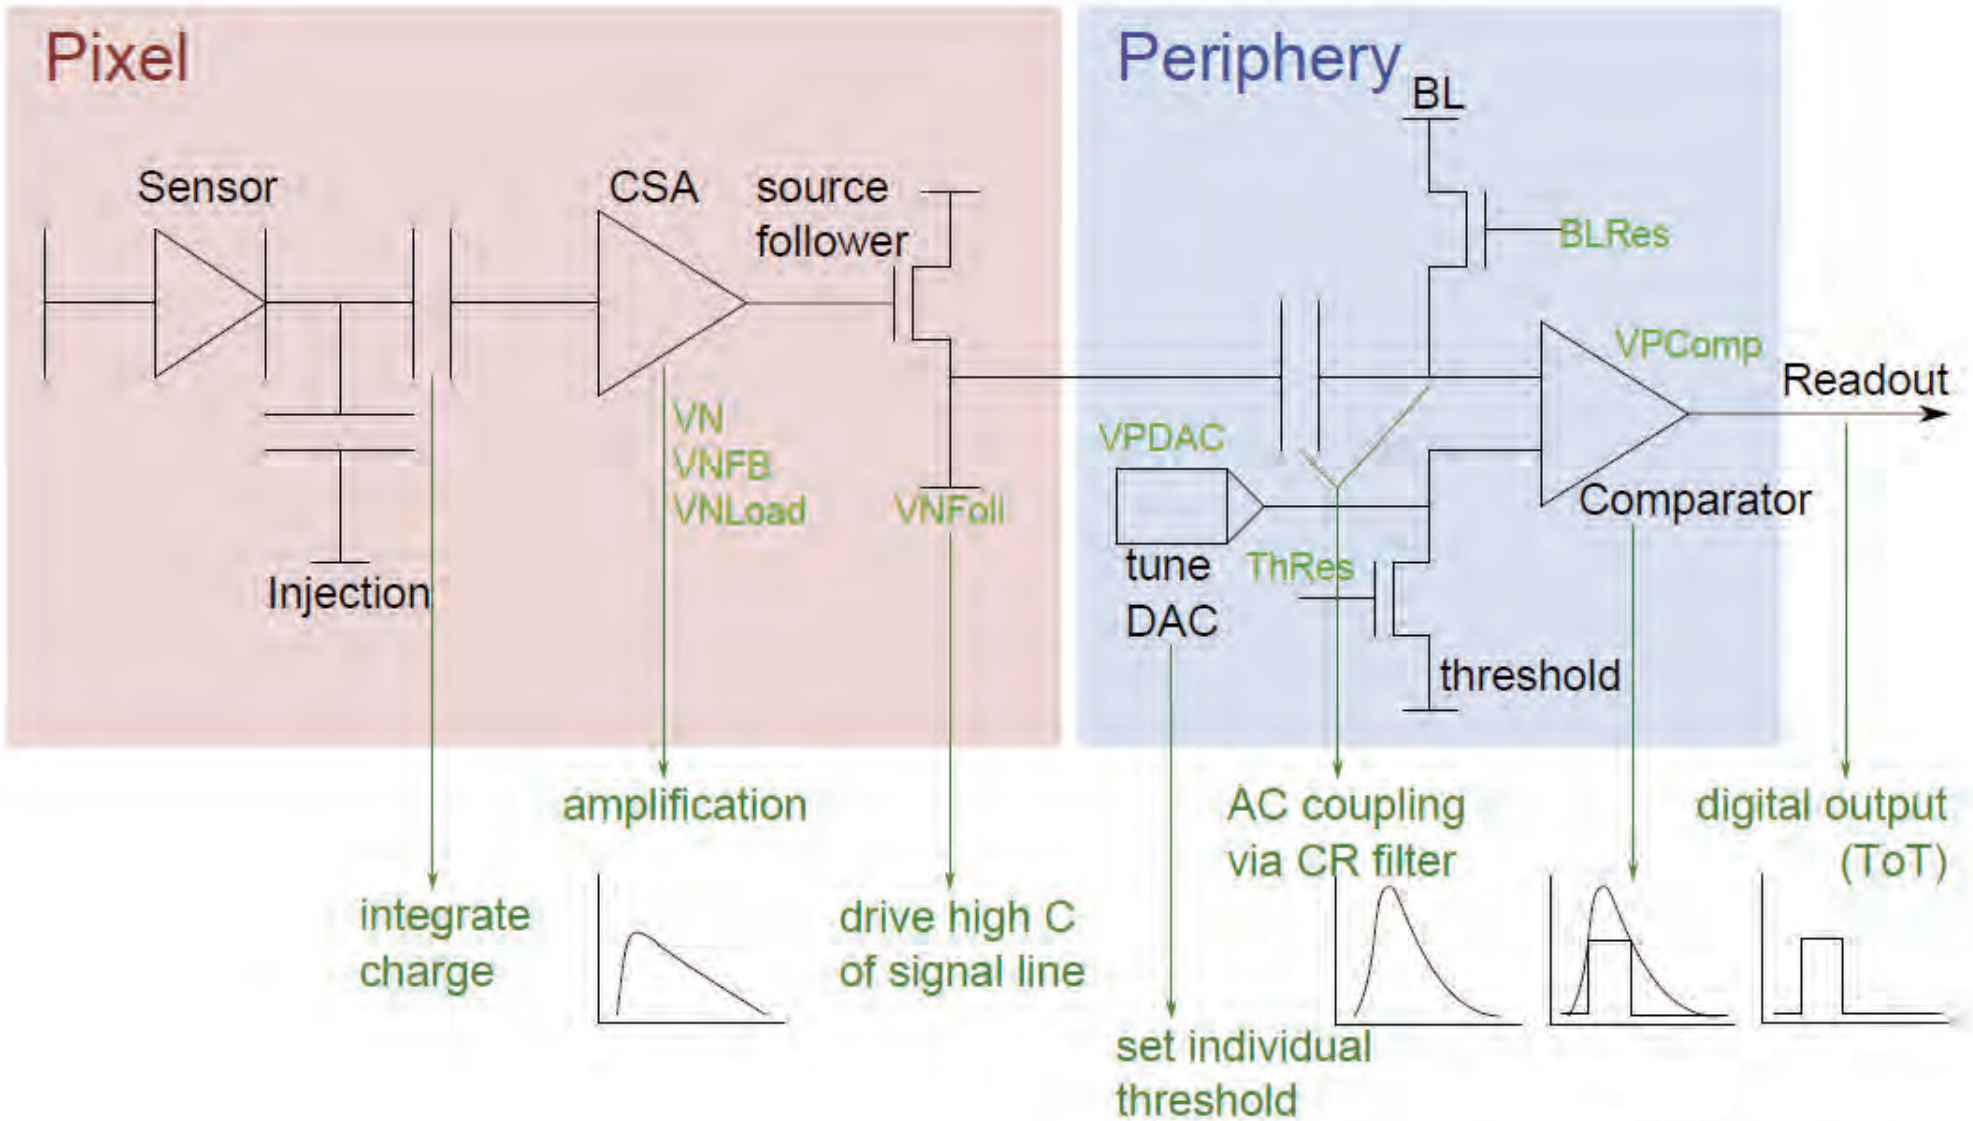 Pixel
Periphery
BL
Sensor
CSA
source
follower
BLRes
VPComp
Readout
VN
VNFB
VNLoad
VNFoll
VPDAC
Comparator
tune
DAC
ThRes
Injection
threshold
amplification
AC coupling
via CR filter
digital output
(ToT)
integrate
charge
drive high C
of signal line
set individual
threshold